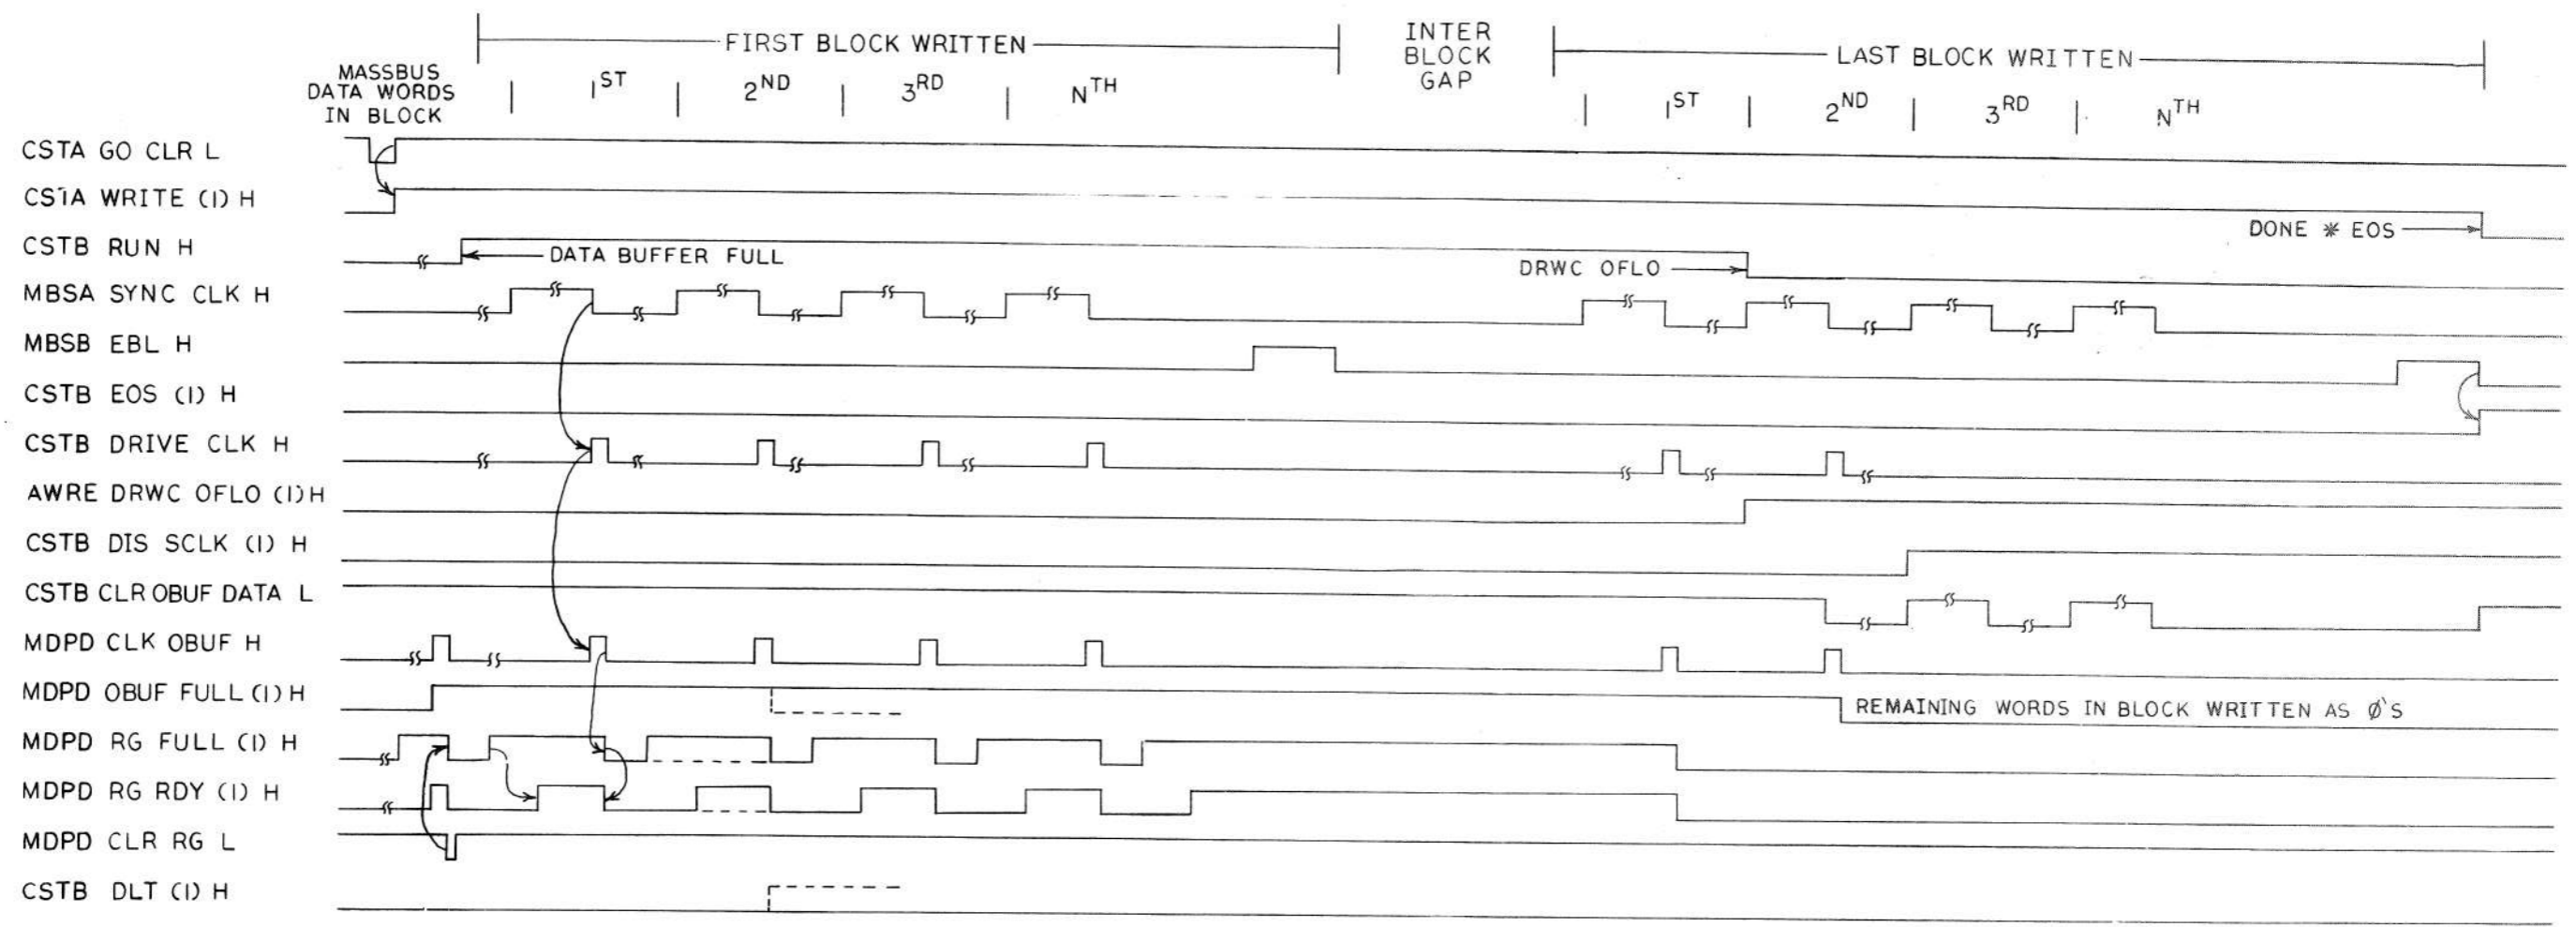 FIRST BLOCK WRITTEN
INTER
BLOCK
GAP
LAST BLOCK WRITTEN
MASSBUS
DATA WORDS
IN BLOCK
1ST 2ND 3RD NTH
1ST 2ND 3RD NTH
CSTA GO CLR L
CSTA WRITE (1) H
DONE * EOS
CSTB RUN H
DATA BUFFER FULL
DRWC OFLO
MBSA SYNC CLK H
MBSB EBL H
CSTB EOS (1) H
CSTB DRIVE CLK H
AWRE DRWC OFLO (1) H
CSTB DIS SCLK (1) H
CSTB CLR OBUF DATA L
MDPD CLK OBUF H
MDPD OBUF FULL (1) H
REMAINING WORDS IN BLOCK WRITTEN AS Ø'S
MDPD RG FULL (1) H
MDPD RG RDY (1) H
MDPD CLR RG L
CSTB DLT (1) H